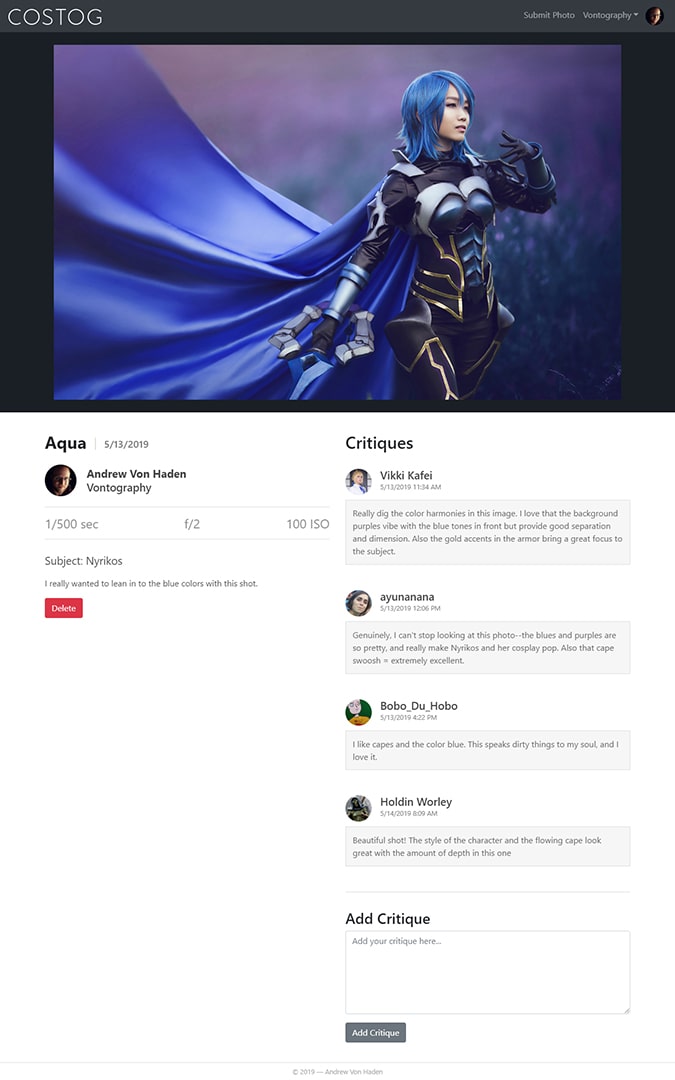 COSTOG
Submit Photo
Vontography
Aqua
5/13/2019
Andrew Von Haden
Vontography
1/500 sec
f/2
100 ISO
Subject: Nyrikos
I really wanted to lean in to the blue colors with this shot.
Delete
Critiques
Vikki Kafei
5/13/2019 11:34 AM
Really dig the color harmonies in this image. I love that the background
purples vibe with the blue tones in front but provide good separation
and dimension. Also the gold accents in the armor bring a great focus to
the subject.
ayunanana
5/13/2019 12:06 PM
Genuinely, I can't stop looking at this photo--the blues and purples are
so pretty, and really make Nyrikos and her cosplay pop. Also that cape
swoosh = extremely excellent.
Bobo_Du_Hobo
5/13/2019 4:22 PM
I like capes and the color blue. This speaks dirty things to my soul, and I
love it.
Holdin Worley
5/14/2019 8:09 AM
Beautiful shot! The style of the character and the flowing cape look
great with the amount of depth in this one
Add Critique
Add your critique here...
Add Critique
© 2019 — Andrew Von Haden